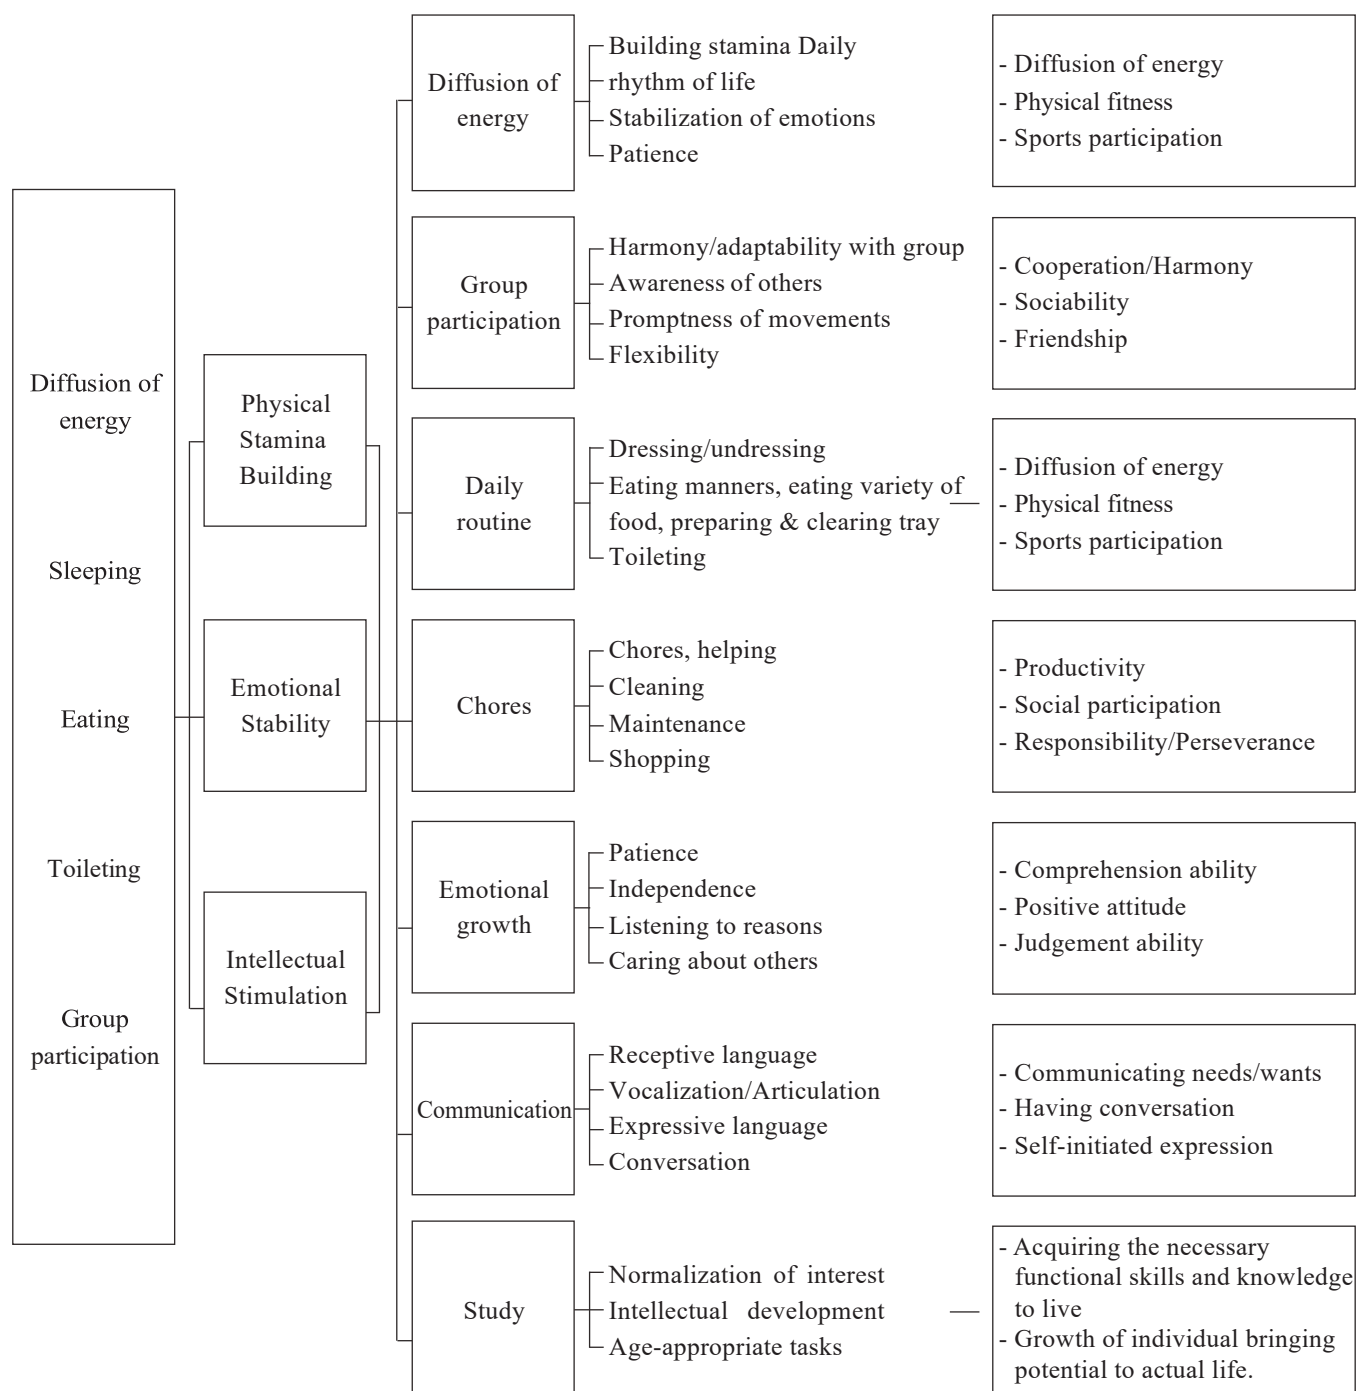 Diffusion of
energy
Sleeping
Eating
Toileting
Group
participation
Physical
Stamina
Building
Emotional
Stability
Intellectual
Stimulation
Diffusion of
energy
Building stamina Daily
rhythm of life
Stabilization of emotions
Patience
- Diffusion of energy
- Physical fitness
- Sports participation
Group
participation
Harmony/adaptability with group
Awareness of others
Promptness of movements
Flexibility
- Cooperation/Harmony
- Sociability
- Friendship
Daily
routine
Dressing/undressing
Eating manners, eating variety of
food, preparing & clearing tray
Toileting
- Diffusion of energy
- Physical fitness
- Sports participation
Chores
Chores, helping
Cleaning
Maintenance
Shopping
- Productivity
- Social participation
- Responsibility/Perseverance
Emotional
growth
Patience
Independence
Listening to reasons
Caring about others
- Comprehension ability
- Positive attitude
- Judgement ability
Communication
Receptive language
Vocalization/Articulation
Expressive language
Conversation
- Communicating needs/wants
- Having conversation
- Self-initiated expression
Study
Normalization of interest
Intellectual development
Age-appropriate tasks
- Acquiring the necessary
functional skills and knowledge
to live
- Growth of individual bringing
potential to actual life.